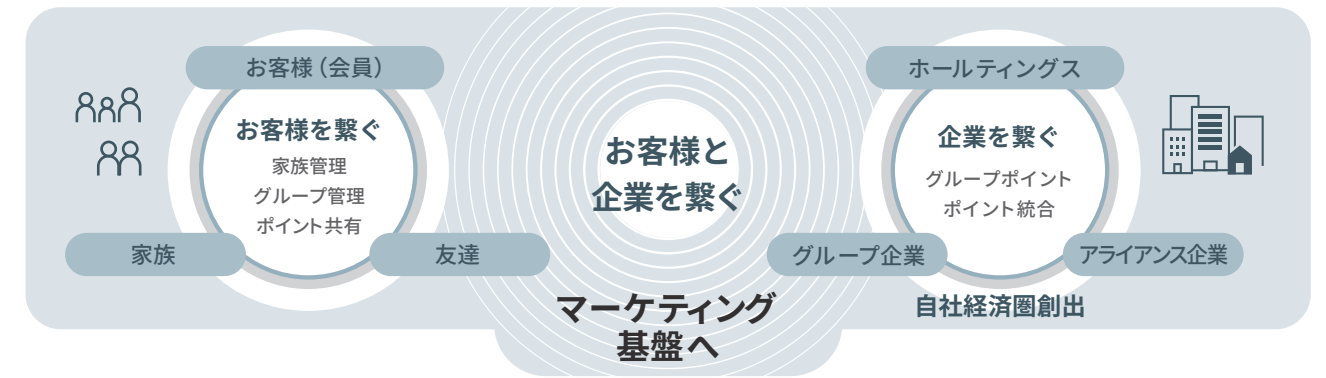 お客様（会員）
お客様を繋ぐ
家族管理
グループ管理
ポイント共有
家族
友達
お客様と
企業を繋ぐ
マーケティング
基盤へ
ホールティングス
企業を繋ぐ
グループポイント
ポイント統合
グループ企業
アライアンス企業
自社経済圏創出